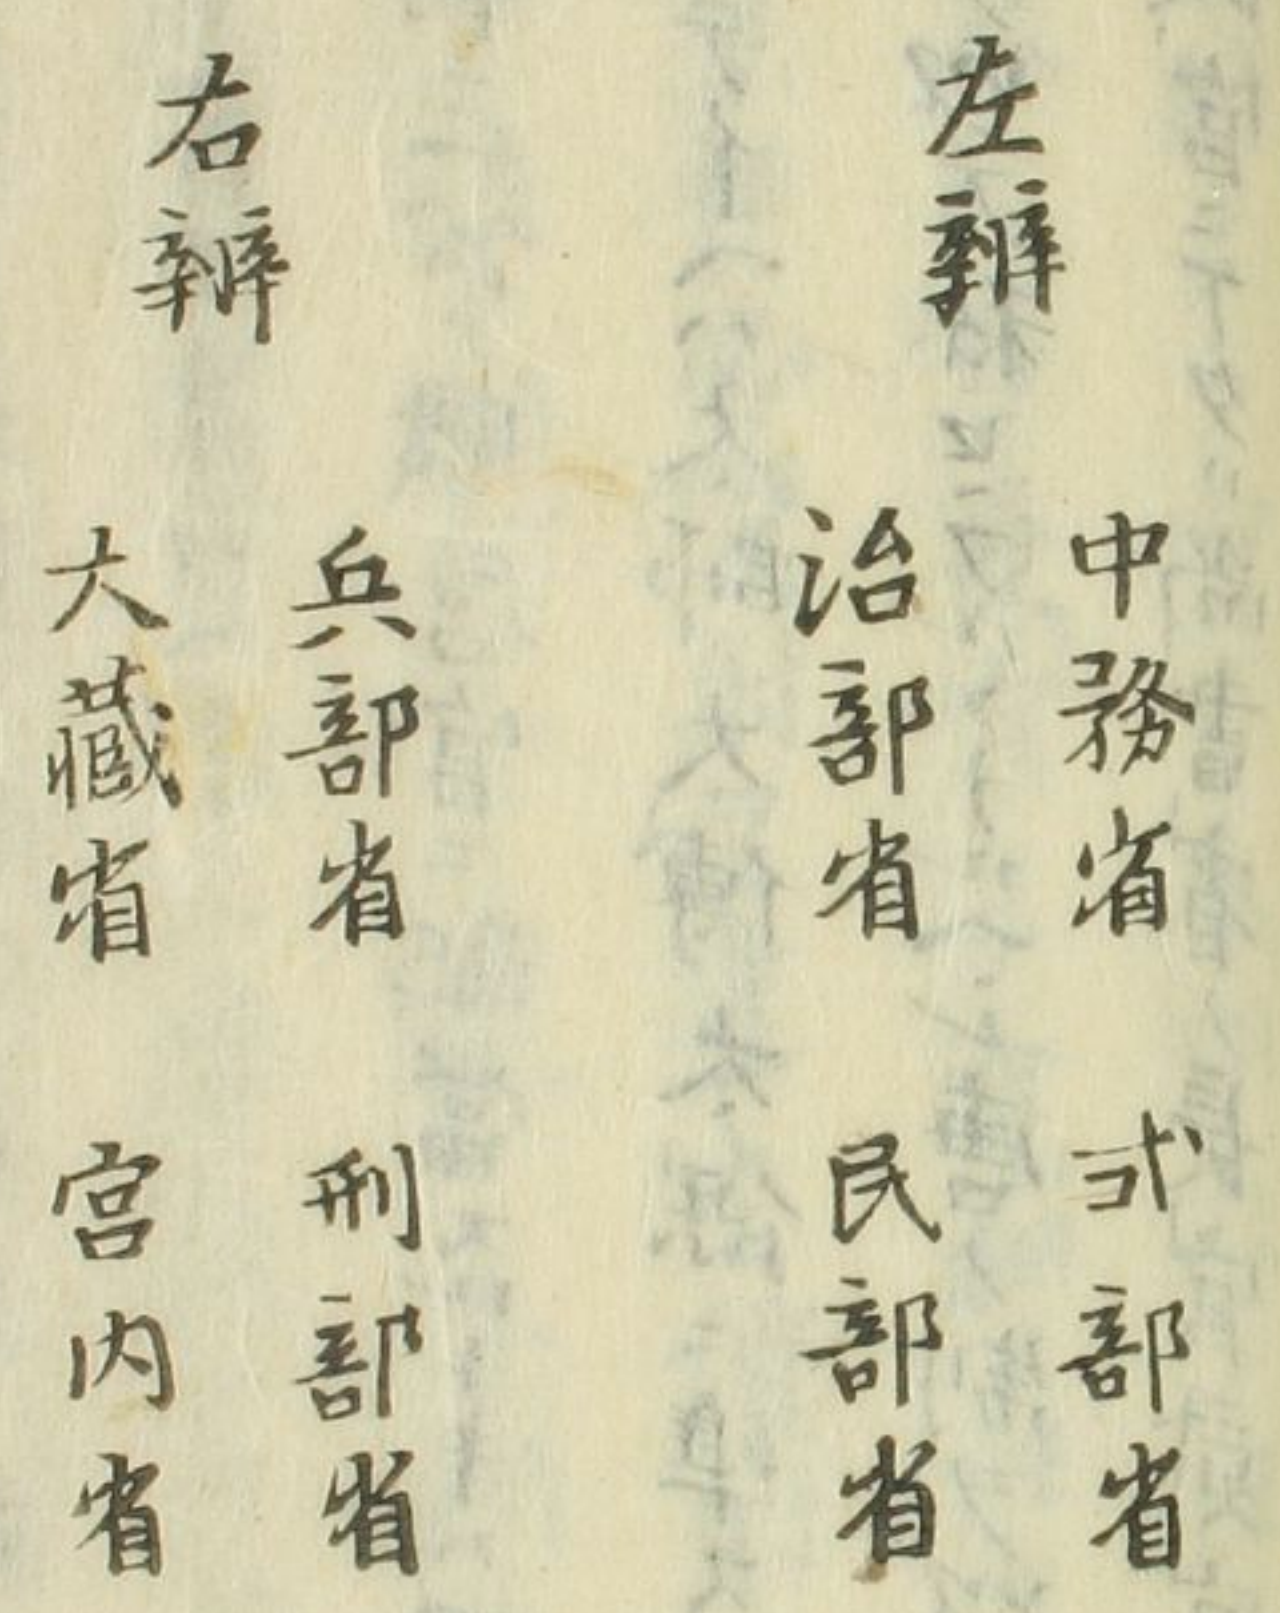 左辨
中務省 式部省
治部省 民部省
右辨
兵部省 刑部省
大藏省 宮内省